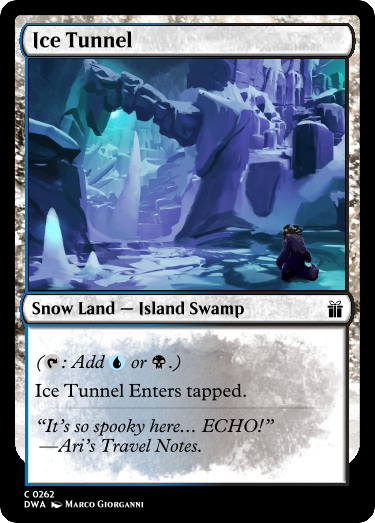 Ice Tunnel
Snow Land — Island Swamp
( : Add or .)
Ice Tunnel Enters tapped.
“It’s so spooky here... ECHO!”
—Ari’s Travel Notes.
C 0262
DWA Marco Giorganni